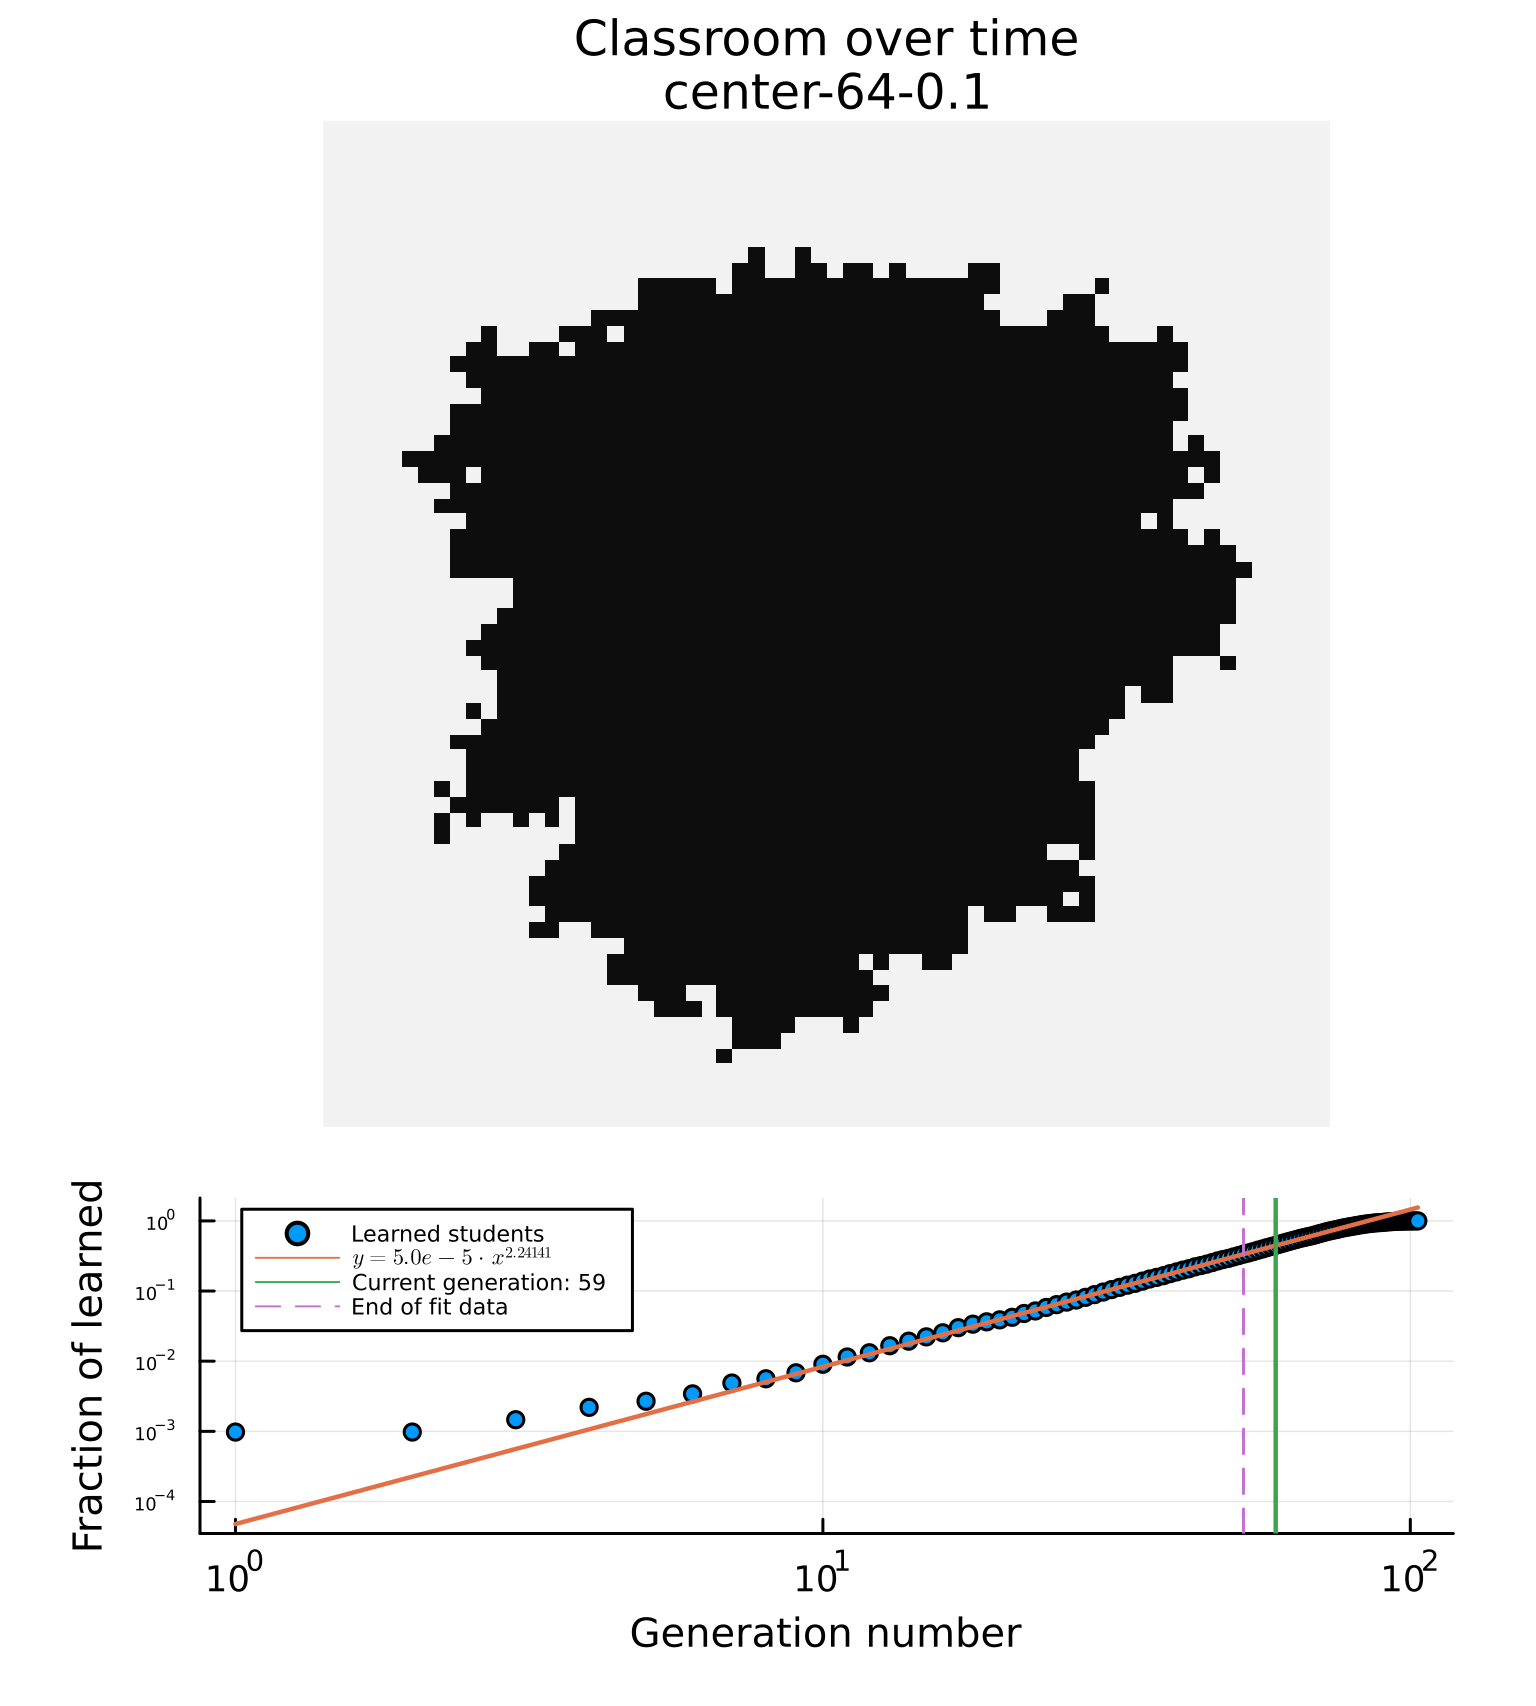 Classroom over time
center-64-0.1
Fraction of learned
10^0
10^-1
10^-2
10^-3
10^-4
Learned students
y = 5.0e − 5 · x^2.24141
Current generation: 59
End of fit data
10^0
10^1
10^2
Generation number